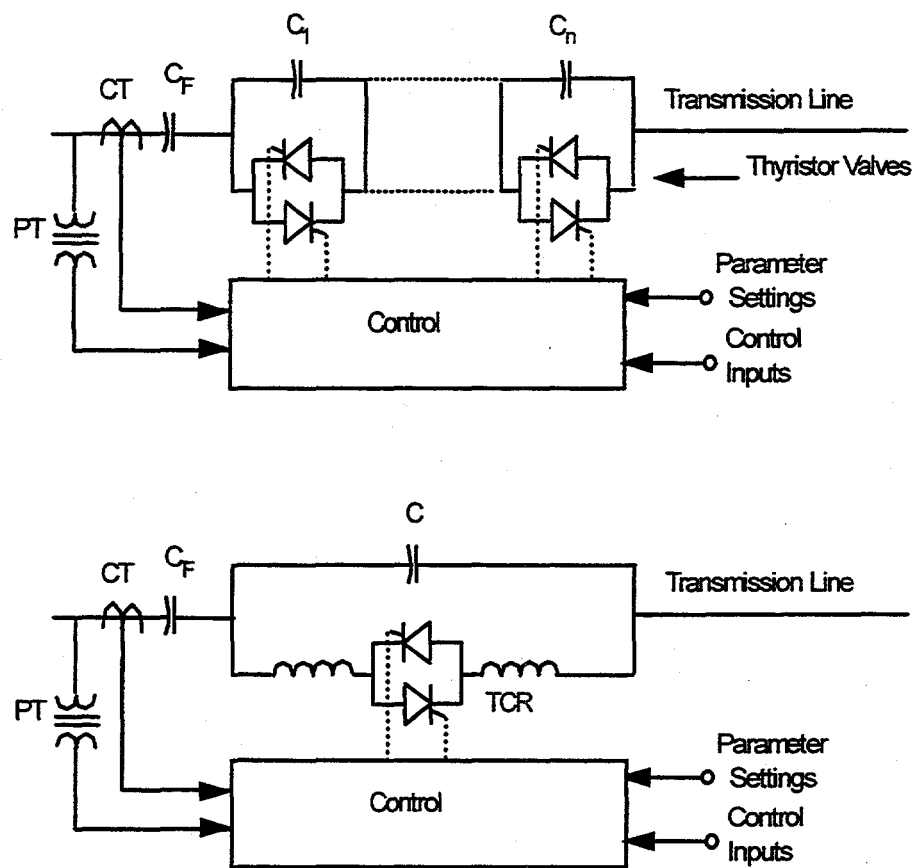 C1
Cn
CF
CT
Transmission Line
Thyristor Valves
PT
Parameter
Settings
Control
Control
Inputs
C
CF
CT
Transmission Line
TCR
PT
Parameter
Settings
Control
Control
Inputs